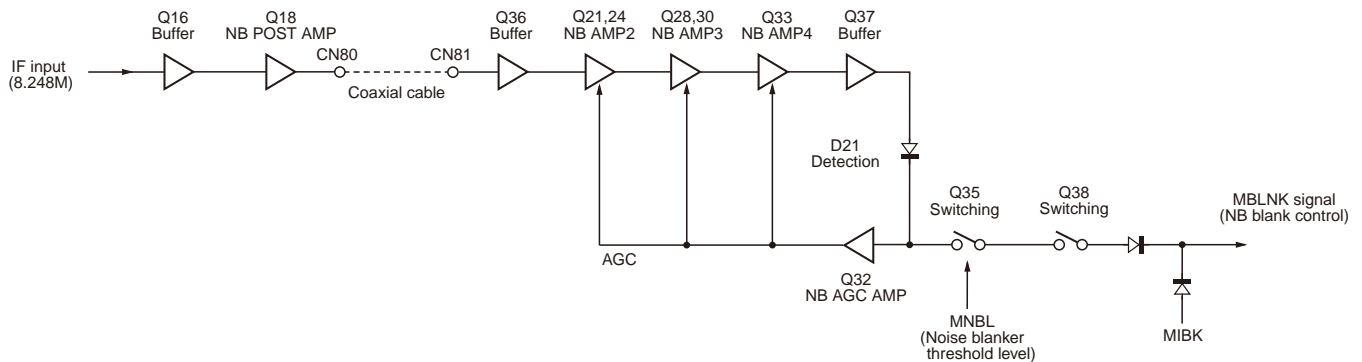 Q16
Buffer
Q18
NB POST AMP
CN80
CN81
Q36
Buffer
Q21,24
NB AMP2
Q28,30
NB AMP3
Q33
NB AMP4
Q37
Buffer
IF input
(8.248M)
Coaxial cable
D21
Detection
Q35
Switching
Q38
Switching
MBLNK signal
(NB blank control)
AGC
Q32
NB AGC AMP
MNBL
(Noise blanker
threshold level)
MIBK